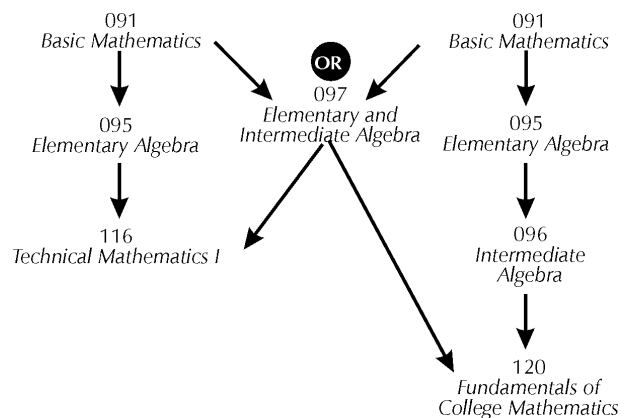 091
Basic Mathematics
095
Elementary Algebra
116
Technical Mathematics I
OR
097
Elementary and
Intermediate Algebra
091
Basic Mathematics
095
Elementary Algebra
096
Intermediate
Algebra
120
Fundamentals of
College Mathematics